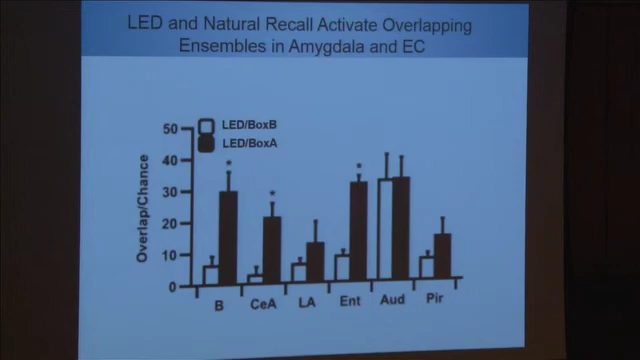 LED and Natural Recall Activate Overlapping
Ensembles in Amygdala and EC
LED/BoxB
LED/BoxA
Overlap/Chance
50
40
30
20
10
0
* * *
B CeA LA Ent Aud Pir